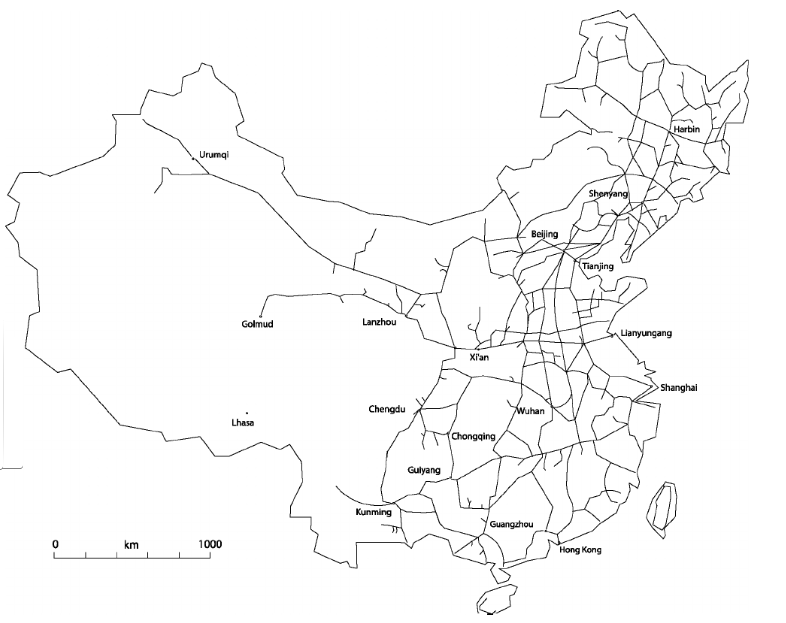 Harbin
Urumqi
Shenyang
Beijing
Tianjing
Golmud
Lanzhou
Lianyungang
Xi'an
Shanghai
Chengdu
Wuhan
Lhasa
Chongqing
Guiyang
Kunming
Guangzhou
0 km 1000
Hong Kong